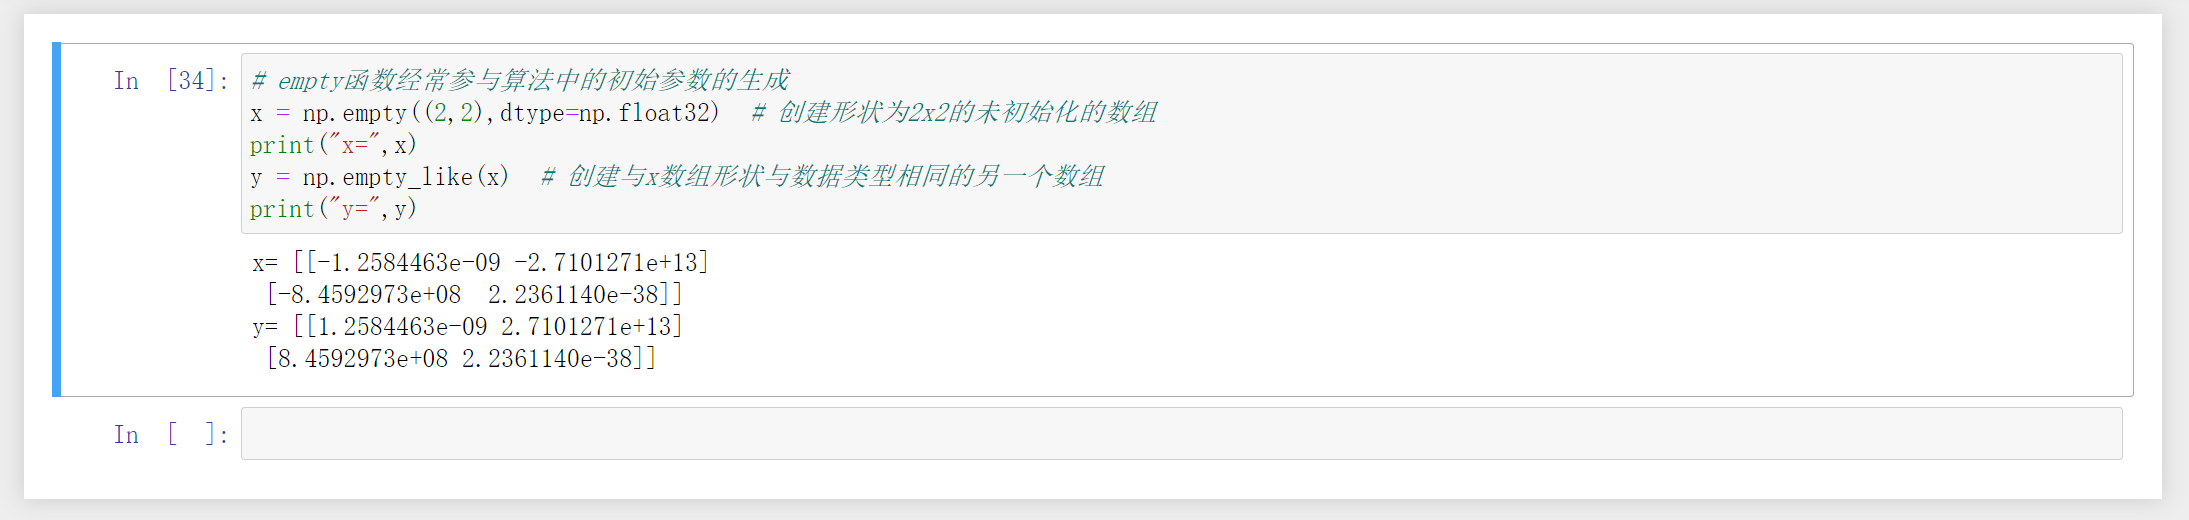 In [34]: # empty函数经常参与算法中的初始参数的生成
x = np.empty((2,2),dtype=np.float32)  # 创建形状为2x2的未初始化的数组
print("x=",x)
y = np.empty_like(x)  # 创建与x数组形状与数据类型相同的另一个数组
print("y=",y)
x= [[-1.2584463e-09 -2.7101271e+13]
 [-8.4592973e+08  2.2361140e-38]]
y= [[1.2584463e-09 2.7101271e+13]
 [8.4592973e+08 2.2361140e-38]]
In [ ]: